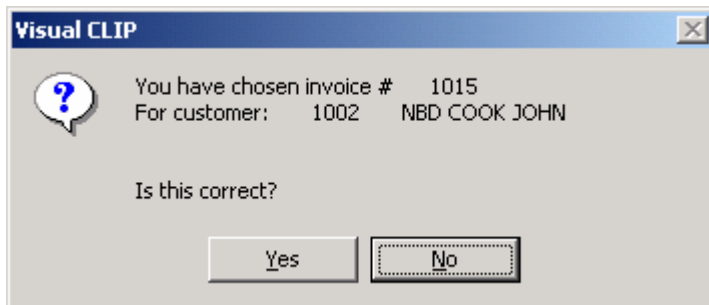 Visual CLIP
You have chosen invoice # 1015
For customer: 1002 NBD COOK JOHN
Is this correct?
Yes No